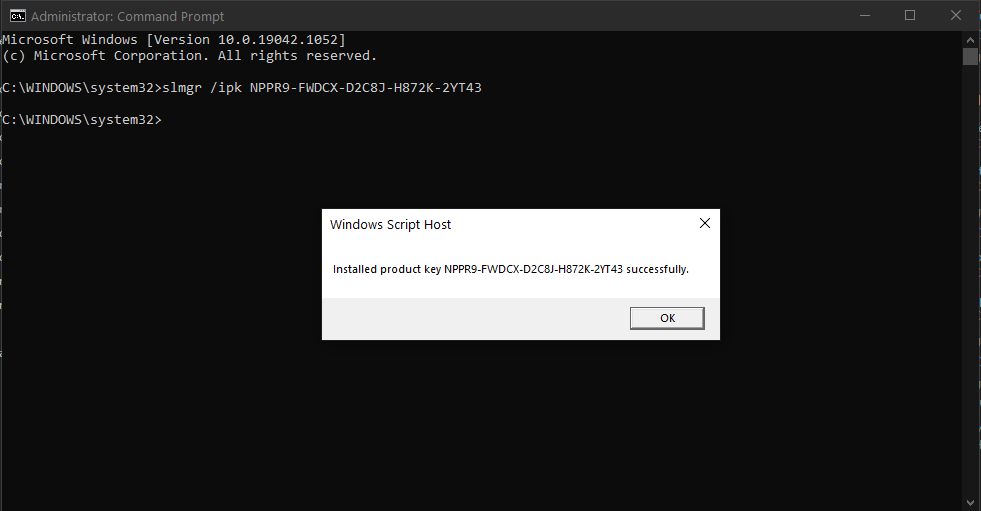 Administrator: Command Prompt
Microsoft Windows [Version 10.0.19042.1052]
(c) Microsoft Corporation. All rights reserved.
C:\WINDOWS\system32>slmgr /ipk NPPR9-FWDCX-D2C8J-H872K-2YT43
C:\WINDOWS\system32>
Windows Script Host
Installed product key NPPR9-FWDCX-D2C8J-H872K-2YT43 successfully.
OK